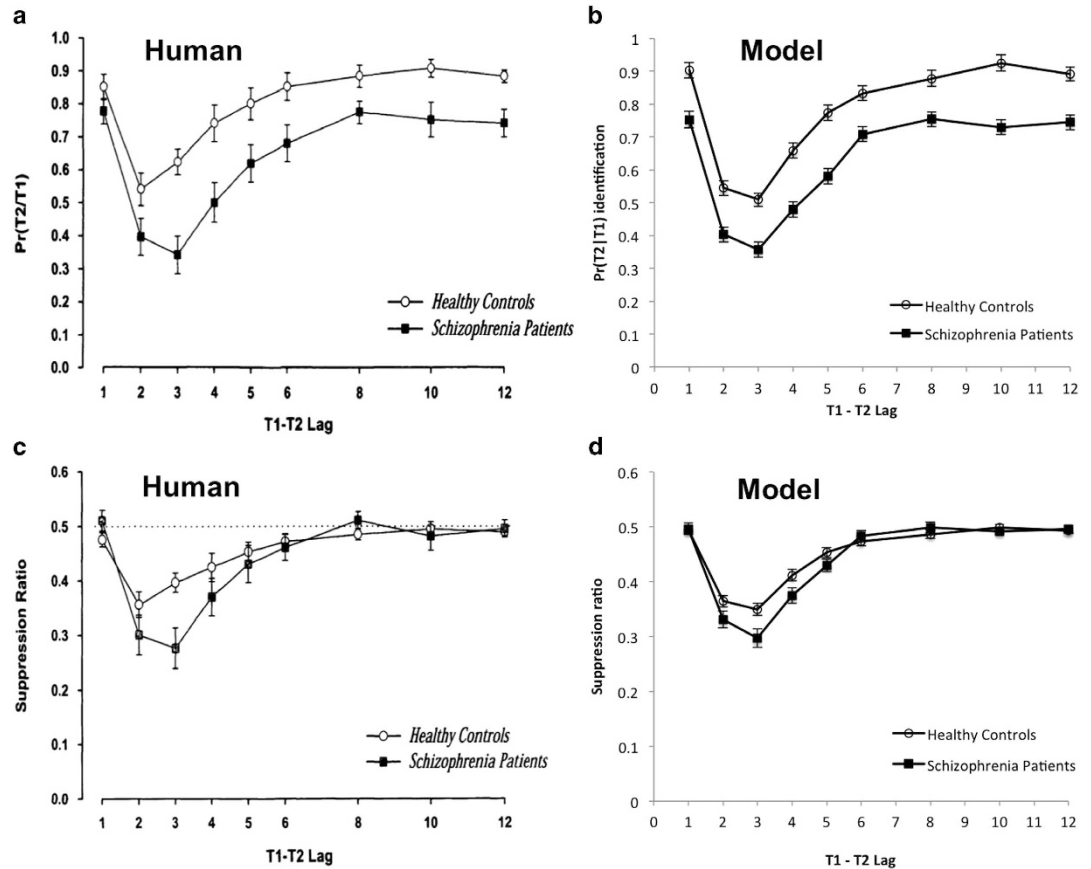 a
Human
Pr(T2/T1)
1.0
0.9
0.8
0.7
0.6
0.5
0.4
0.3
0.2
0.1
0.0
Healthy Controls
Schizophrenia Patients
1 2 3 4 5 6 8 10 12
T1-T2 Lag
b
Model
Pr(T2|T1) identification
1
0.9
0.8
0.7
0.6
0.5
0.4
0.3
0.2
0.1
0
Healthy Controls
Schizophrenia Patients
0 1 2 3 4 5 6 7 8 9 10 11 12
T1 - T2 Lag
c
Human
Suppression Ratio
0.6
0.5
0.4
0.3
0.2
0.1
0.0
Healthy Controls
Schizophrenia Patients
1 2 3 4 5 6 8 10 12
T1-T2 Lag
d
Model
Suppression ratio
0.6
0.5
0.4
0.3
0.2
0.1
0
Healthy Controls
Schizophrenia Patients
0 1 2 3 4 5 6 7 8 9 10 11 12
T1 - T2 Lag